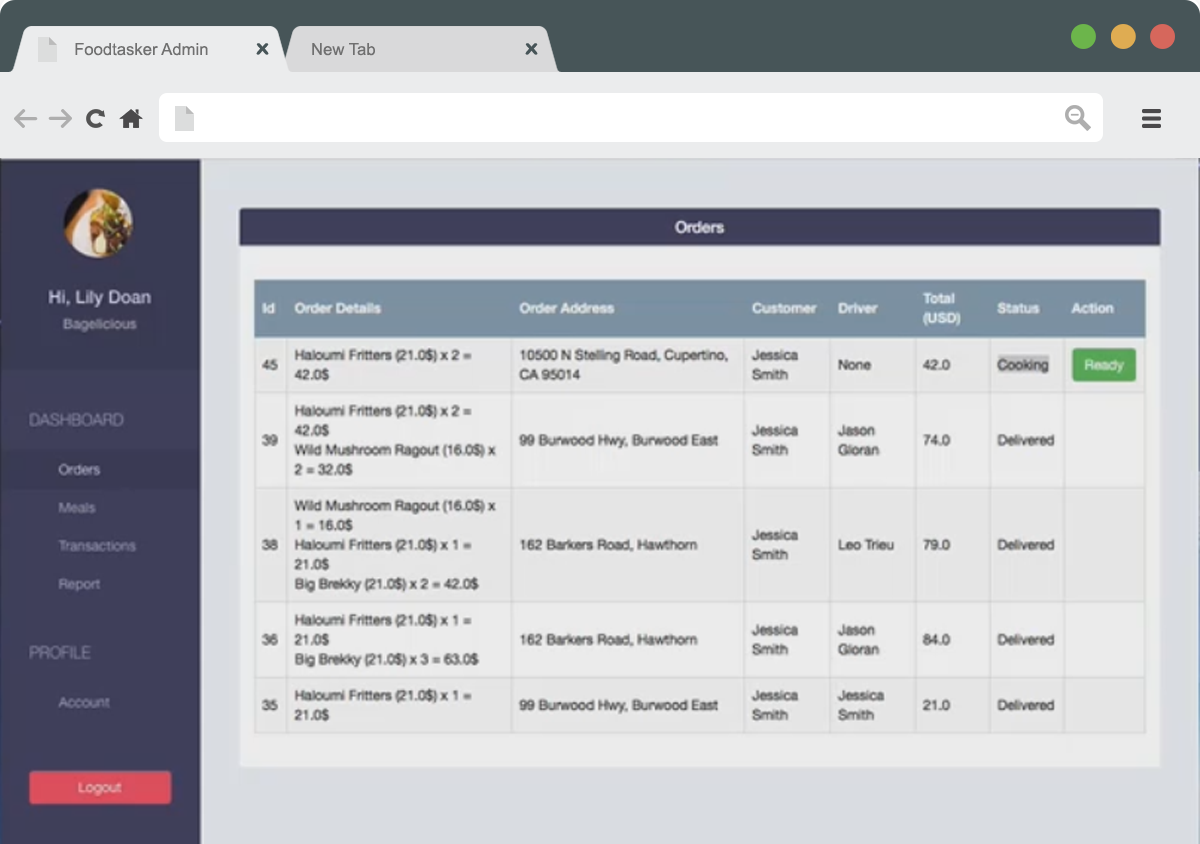 Foodtasker Admin
New Tab
Hi, Lily Doan
Bagelicious
DASHBOARD
Orders
Meals
Transactions
Report
PROFILE
Account
Logout
Orders
Id Order Details Order Address Customer Driver Total (USD) Status Action
45 Haloumi Fritters (21.0$) x 2 = 42.0$ 10500 N Stelling Road, Cupertino, CA 95014 Jessica Smith None 42.0 Cooking Ready
39 Haloumi Fritters (21.0$) x 2 = 42.0$ Wild Mushroom Ragout (16.0$) x 2 = 32.0$ 99 Burwood Hwy, Burwood East Jessica Smith Jason Gloran 74.0 Delivered
38 Wild Mushroom Ragout (16.0$) x 1 = 16.0$ Haloumi Fritters (21.0$) x 1 = 21.0$ Big Brekky (21.0$) x 2 = 42.0$ 162 Barkers Road, Hawthorn Jessica Smith Leo Trieu 79.0 Delivered
36 Haloumi Fritters (21.0$) x 1 = 21.0$ Big Brekky (21.0$) x 3 = 63.0$ 162 Barkers Road, Hawthorn Jessica Smith Jason Gloran 84.0 Delivered
35 Haloumi Fritters (21.0$) x 1 = 21.0$ 99 Burwood Hwy, Burwood East Jessica Smith Jessica Smith 21.0 Delivered